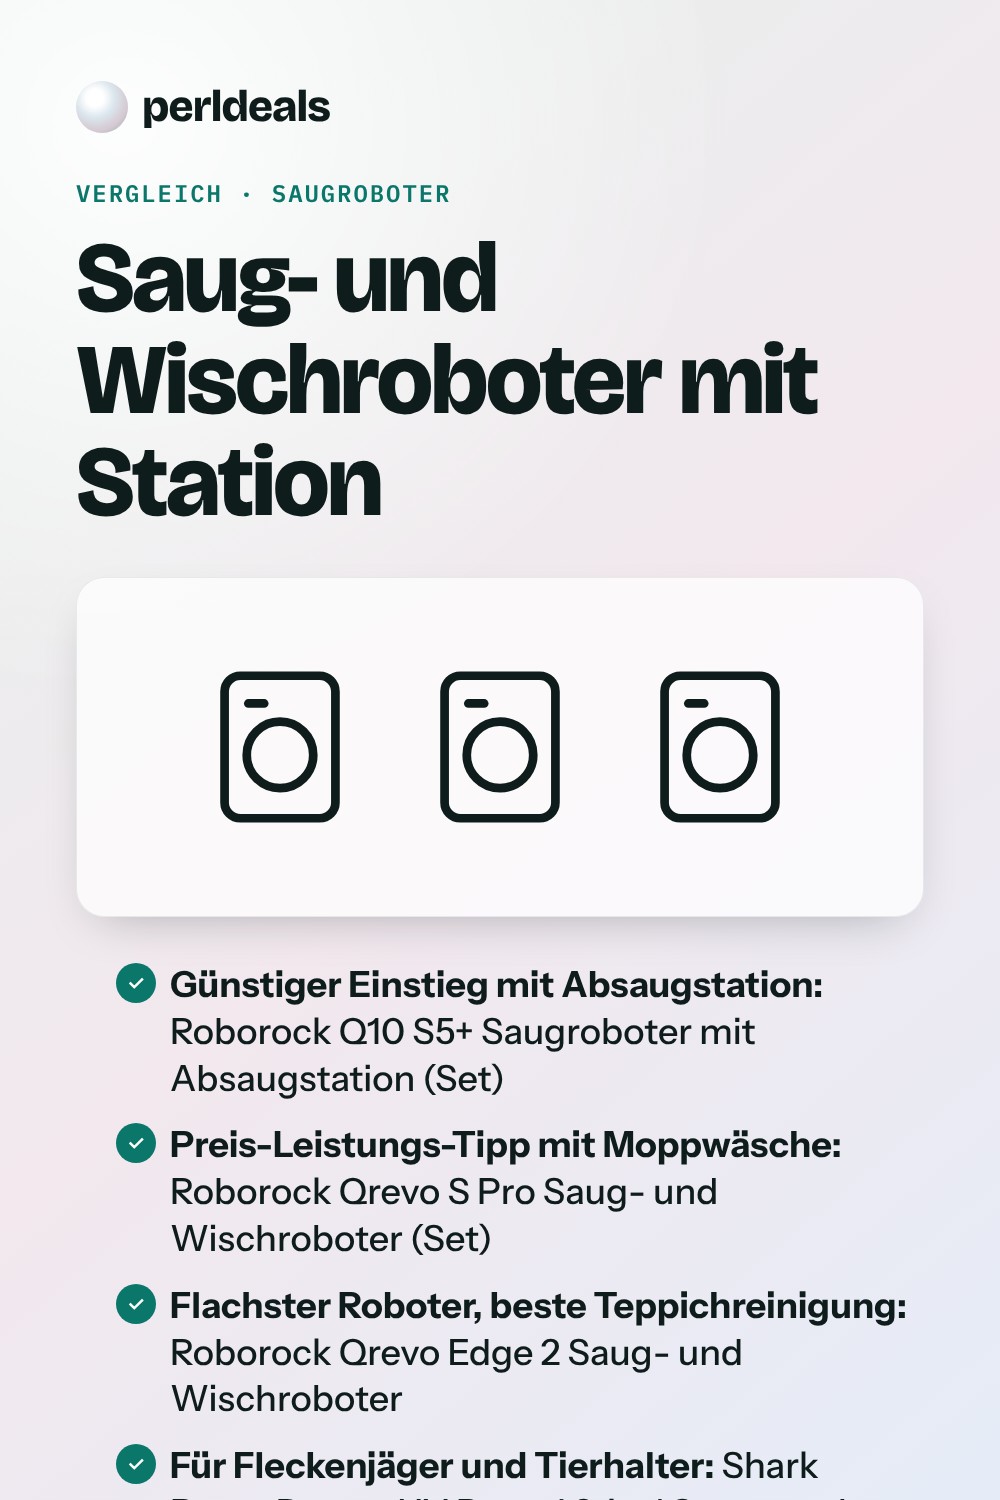 perldeals
VERGLEICH · SAUGROBOTER
Saug- und
Wischroboter mit
Station
Günstiger Einstieg mit Absaugstation:
Roborock Q10 S5+ Saugroboter mit
Absaugstation (Set)
Preis-Leistungs-Tipp mit Moppwäsche:
Roborock Qrevo S Pro Saug- und
Wischroboter (Set)
Flachster Roboter, beste Teppichreinigung:
Roborock Qrevo Edge 2 Saug- und
Wischroboter
Für Fleckenjäger und Tierhalter: Shark